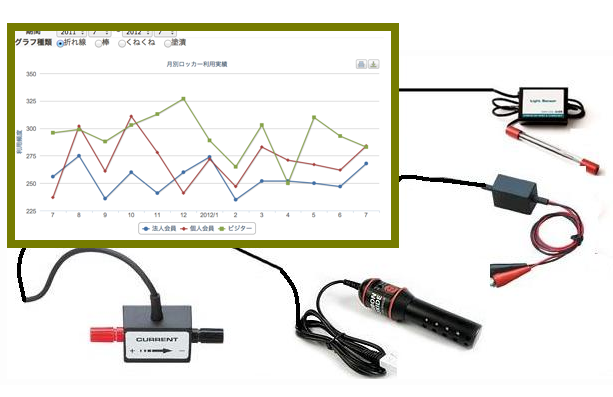 期間 2011 / 7 / ~ 2012 / 7 /
グラフ種類 折れ線 棒 くねくね 塗潰
月別ロッカー利用実績
利用頻度
350
325
300
275
250
225
7 8 9 10 11 12 2012/1 2 3 4 5 6 7
法人会員 個人会員 ビジター
Light Sensor
CURRENT
+ -